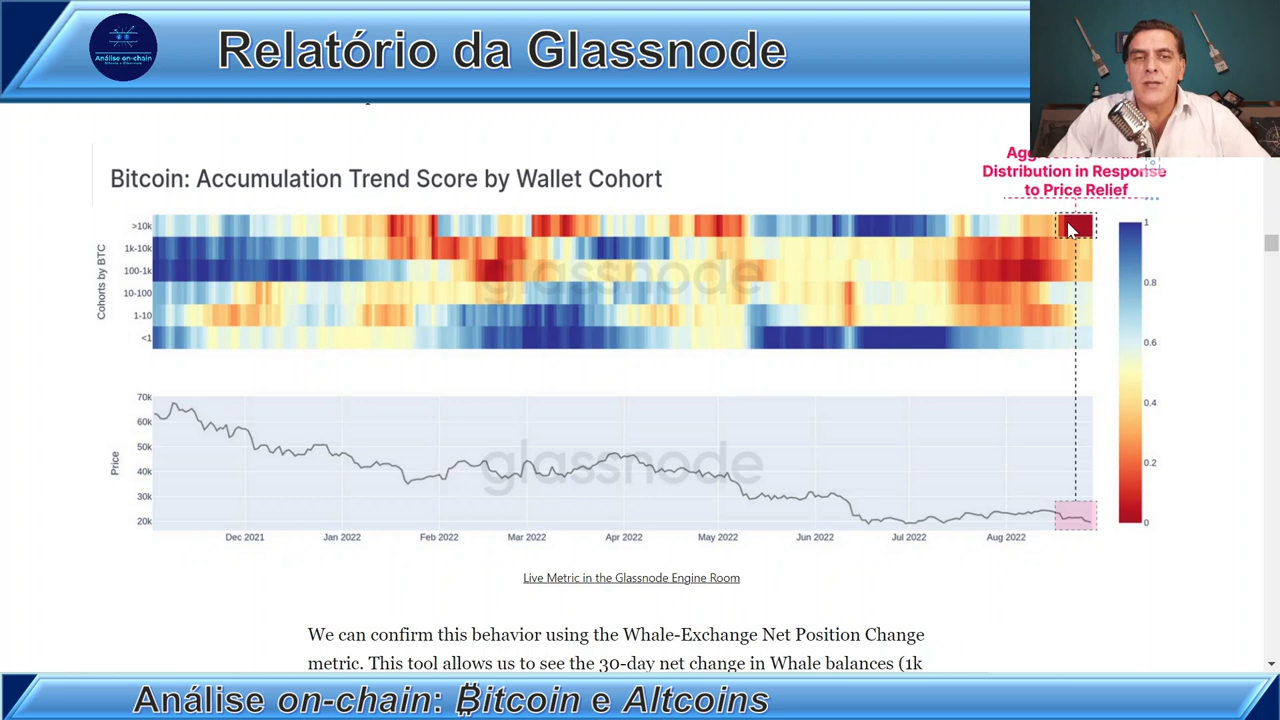 Relatório da Glassnode
Análise on-chain
Distribution in Response
to Price Relief
Bitcoin: Accumulation Trend Score by Wallet Cohort
Cohorts by BTC
>10k
1k-10k
100-1k
10-100
1-10
<1
glassnode
1
0.8
0.6
0.4
0.2
0
Price
70k
60k
50k
40k
30k
20k
glassnode
Dec 2021
Jan 2022
Feb 2022
Mar 2022
Apr 2022
May 2022
Jun 2022
Jul 2022
Aug 2022
Live Metric in the Glassnode Engine Room
We can confirm this behavior using the Whale-Exchange Net Position Change
metric. This tool allows us to see the 30-day net change in Whale balances (1k
Análise on-chain: ₿itcoin e Altcoins